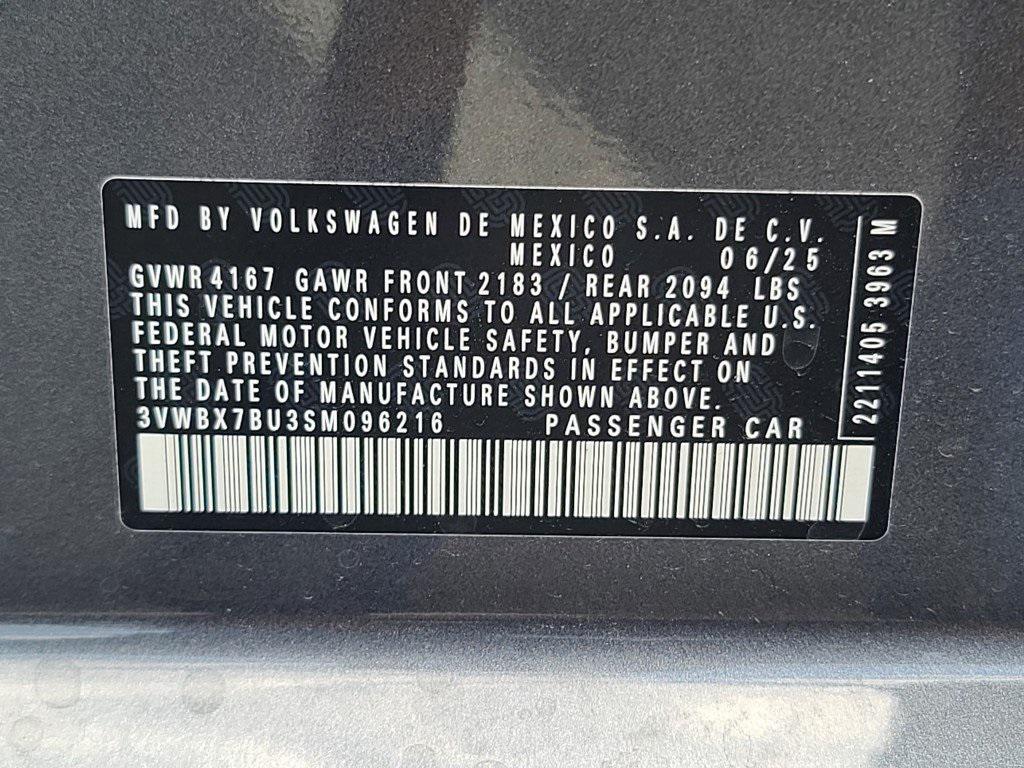 MFD BY VOLKSWAGEN DE MEXICO S.A. DE C.V.
MEXICO 06/25
GVWR 4167 GAWR FRONT 2183 / REAR 2094 LBS
THIS VEHICLE CONFORMS TO ALL APPLICABLE U.S.
FEDERAL MOTOR VEHICLE SAFETY, BUMPER AND
THEFT PREVENTION STANDARDS IN EFFECT ON
THE DATE OF MANUFACTURE SHOWN ABOVE.
3VWBX7BU3SM096216 PASSENGER CAR
2211405 3963 M